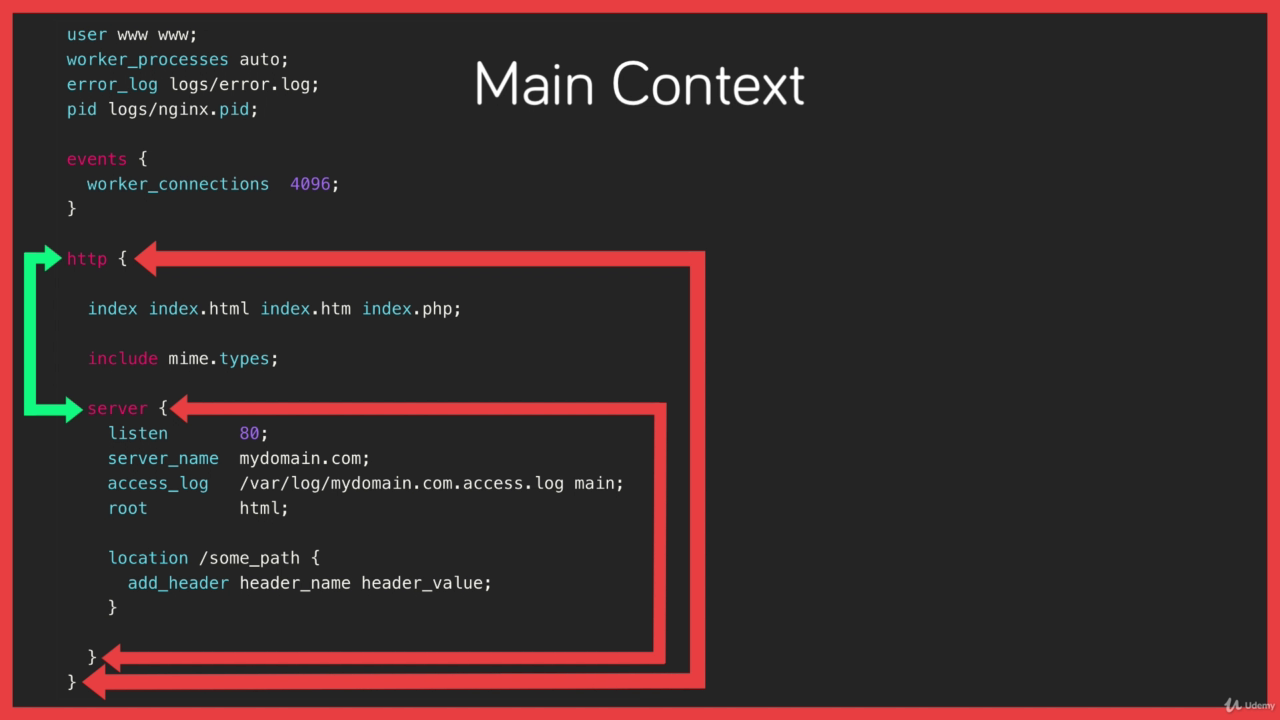 Main Context
user www www;
worker_processes auto;
error_log logs/error.log;
pid logs/nginx.pid;
events {
worker_connections 4096;
}
http {
index index.html index.htm index.php;
include mime.types;
server {
listen 80;
server_name mydomain.com;
access_log /var/log/mydomain.com.access.log main;
root html;
location /some_path {
add_header header_name header_value;
}
}
}
Udemy